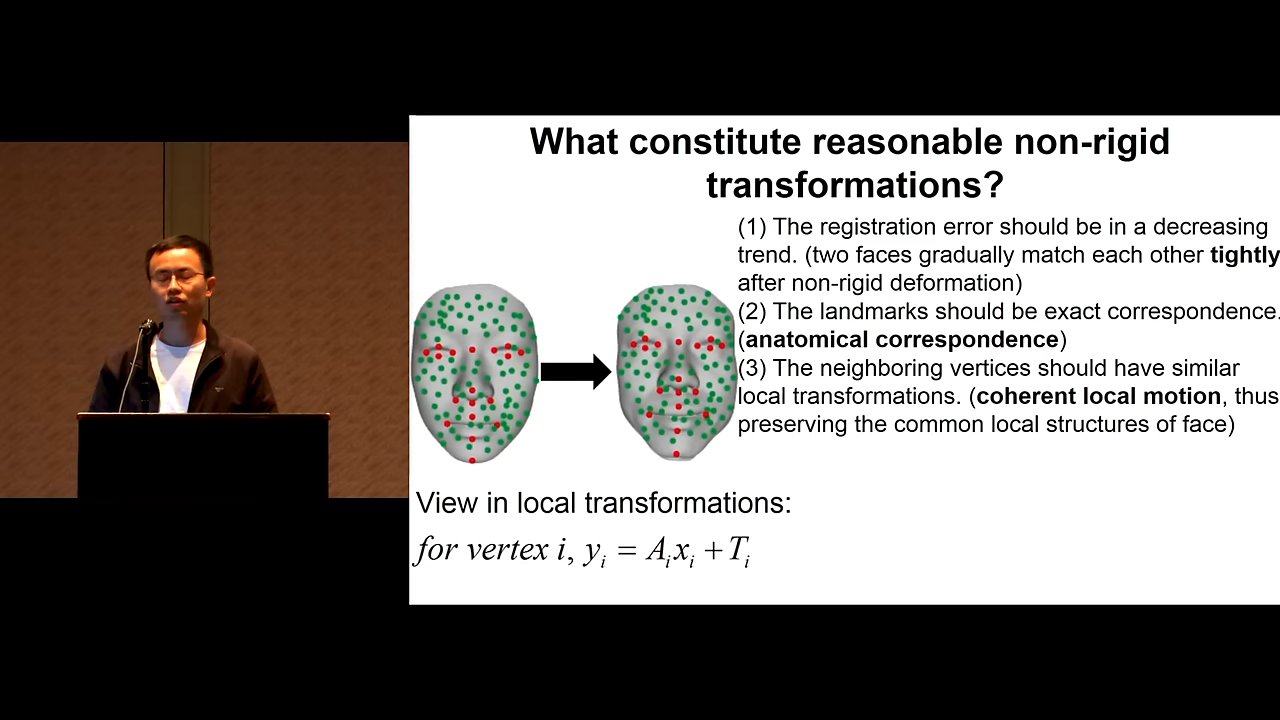 What constitute reasonable non-rigid
transformations?
(1) The registration error should be in a decreasing
trend. (two faces gradually match each other tightly
after non-rigid deformation)
(2) The landmarks should be exact correspondence.
(anatomical correspondence)
(3) The neighboring vertices should have similar
local transformations. (coherent local motion, thus
preserving the common local structures of face)
View in local transformations:
for vertex i, yᵢ = Aᵢxᵢ + Tᵢ